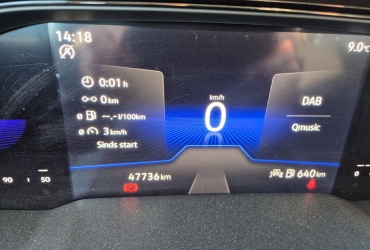 14:18
9.0°C
0:01 h
0 km
ø --.- l/100km
ø 3 km/h
Sinds start
km/h
0
DAB
Qmusic
90 50
0
47736 km
640 km